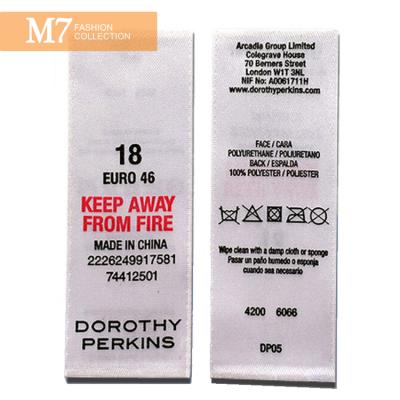 M7 FASHION
COLLECTION
18
EURO 46
KEEP AWAY
FROM FIRE
MADE IN CHINA
2226249917581
74412501
DOROTHY
PERKINS
Arcadia Group Limited
Colegrave House
70 Berners Street
London W1T 3NL
NIF No: A0061711H
www.dorothyperkins.com
FACE / CARA
POLYURETHANE / POLIURETANO
BACK / ESPALDA
100% POLYESTER / POLIESTER
Wipe clean with a damp cloth or sponge
Pasar un paño humedo o esponja
cuando sea necesario
4200 6066
DP05